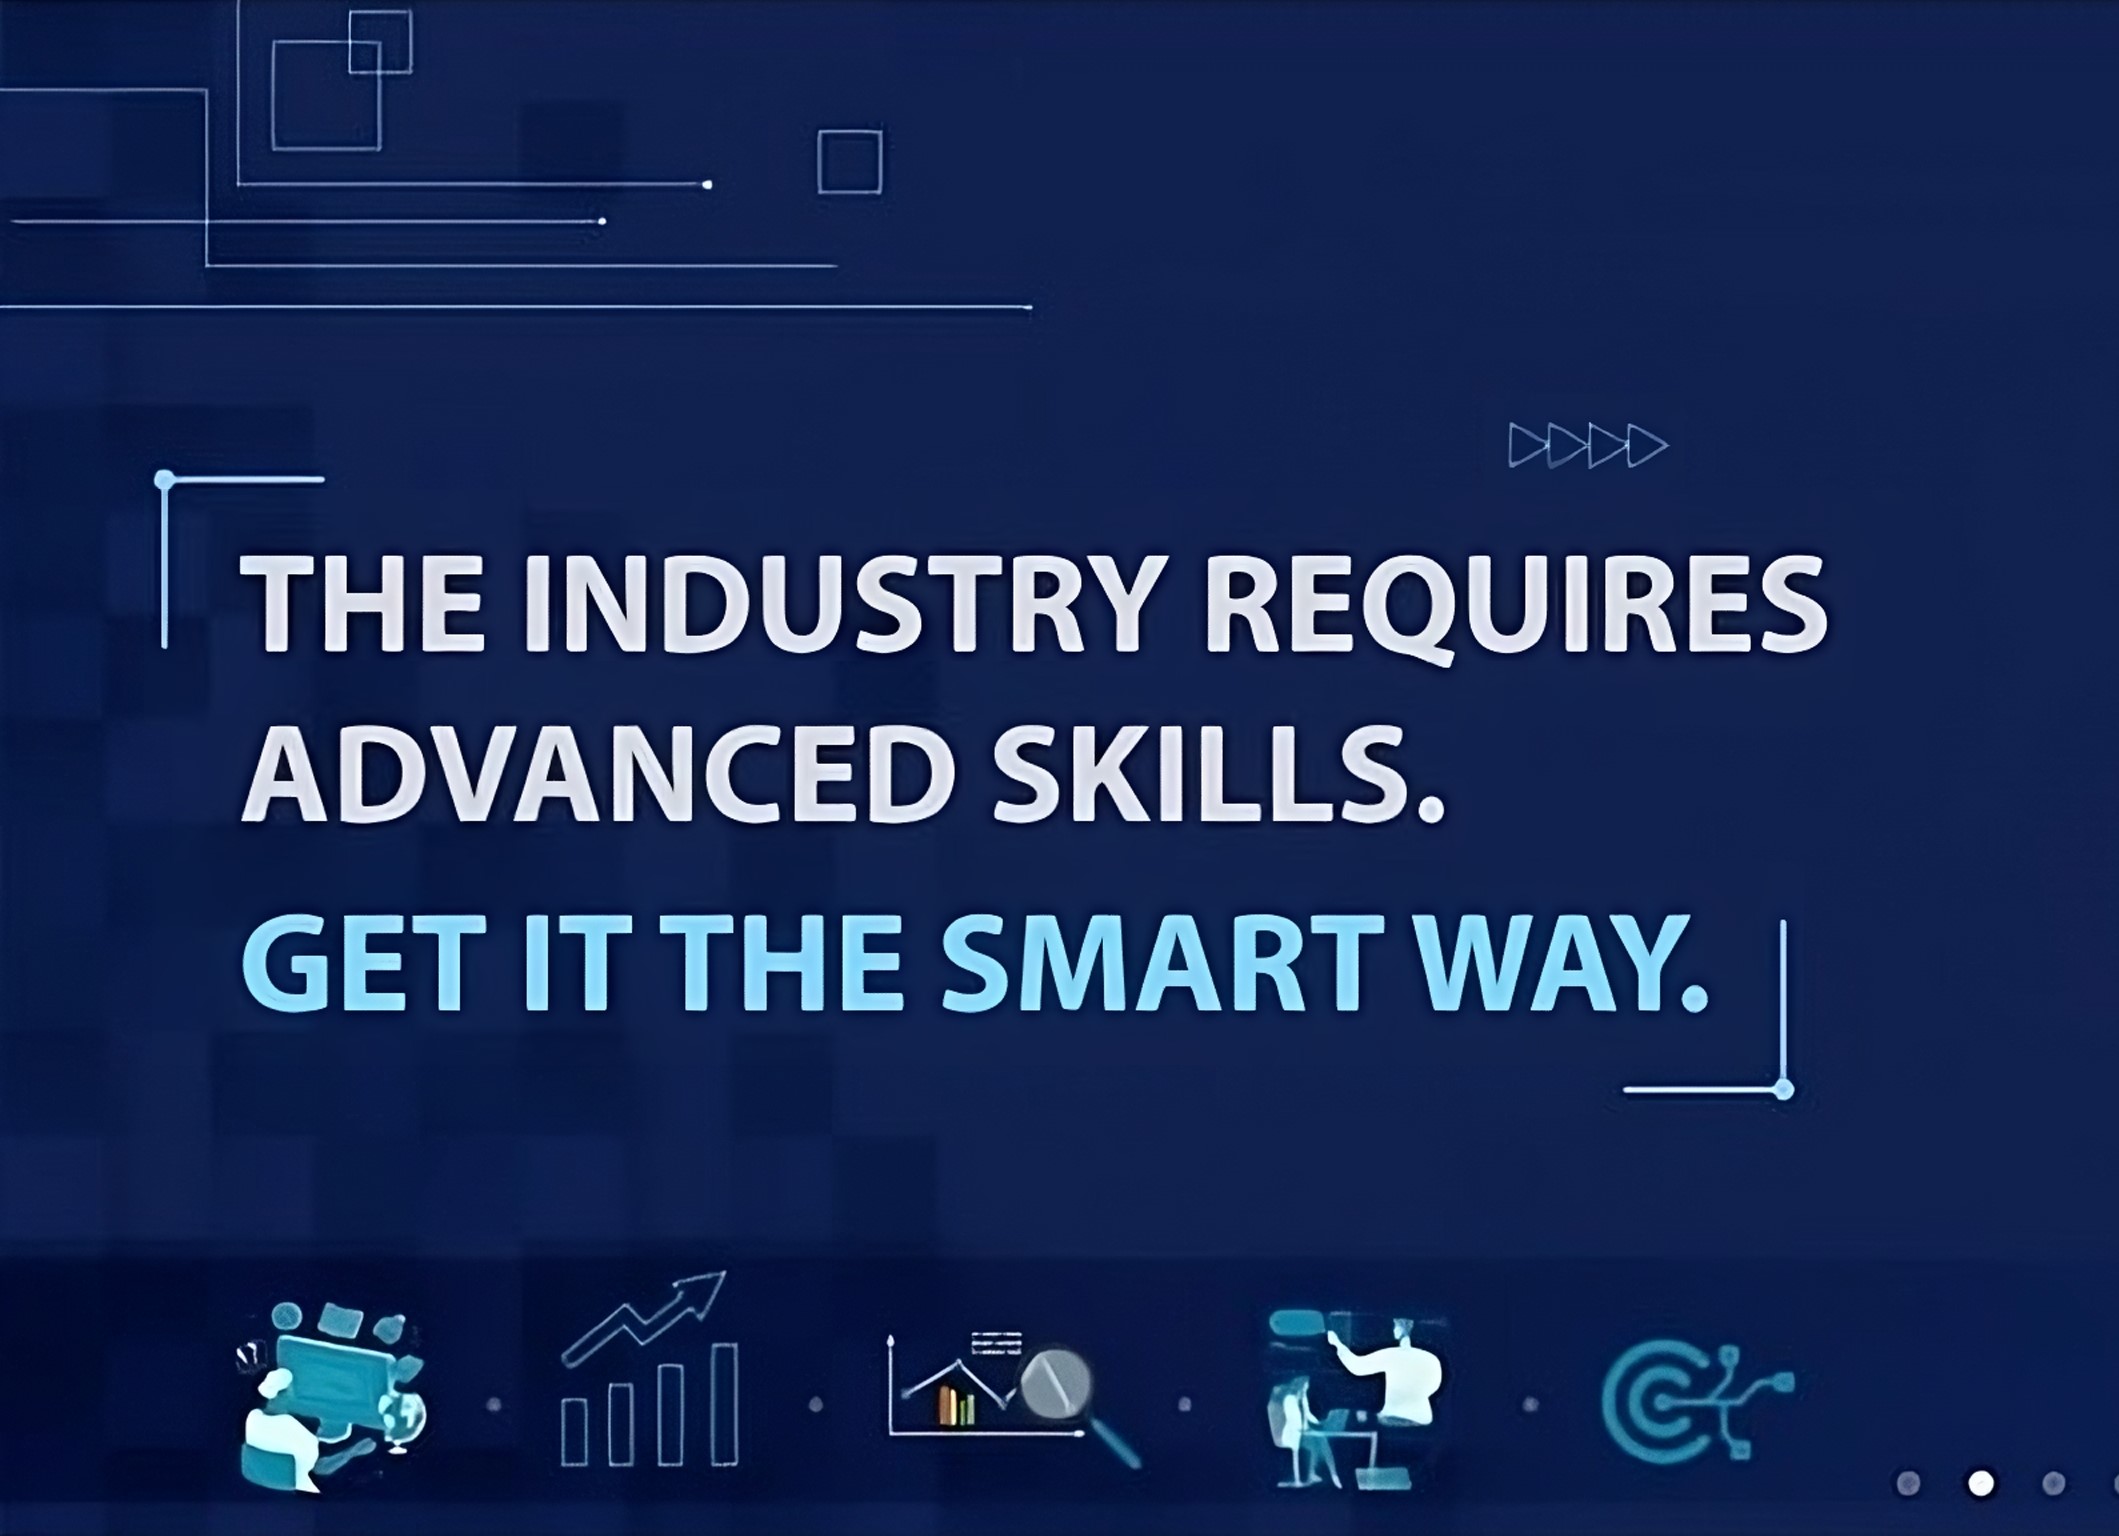 THE INDUSTRY REQUIRES
ADVANCED SKILLS.
GET IT THE SMART WAY.